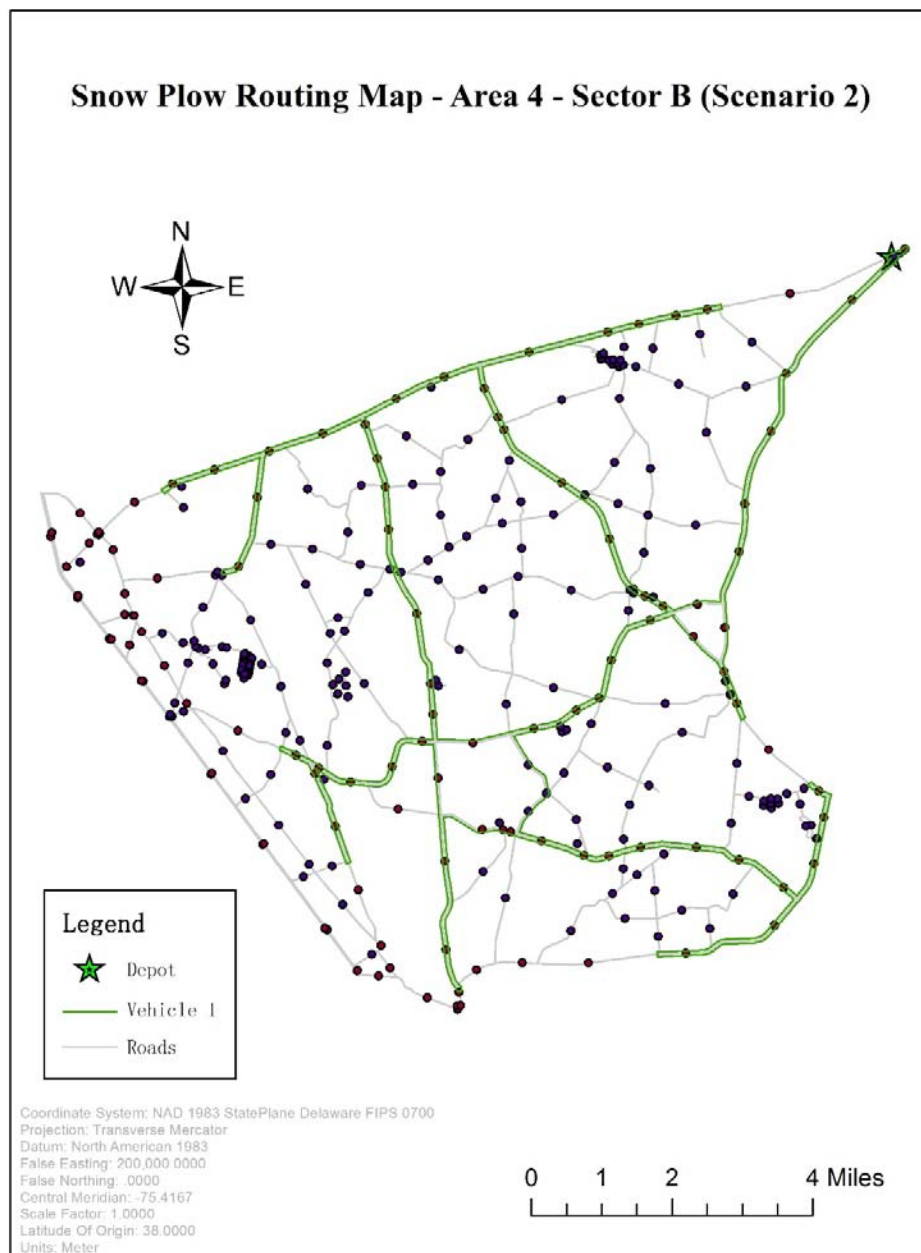 Snow Plow Routing Map - Area 4 - Sector B (Scenario 2)
N
W E
S
Legend
Depot
Vehicle 1
Roads
Coordinate System: NAD 1983 StatePlane Delaware FIPS 0700
Projection: Transverse Mercator
Datum: North American 1983
False Easting: 200,000.0000
False Northing: .0000
Central Meridian: -75.4167
Scale Factor: 1.0000
Latitude Of Origin: 38.0000
Units: Meter
0 1 2 4 Miles